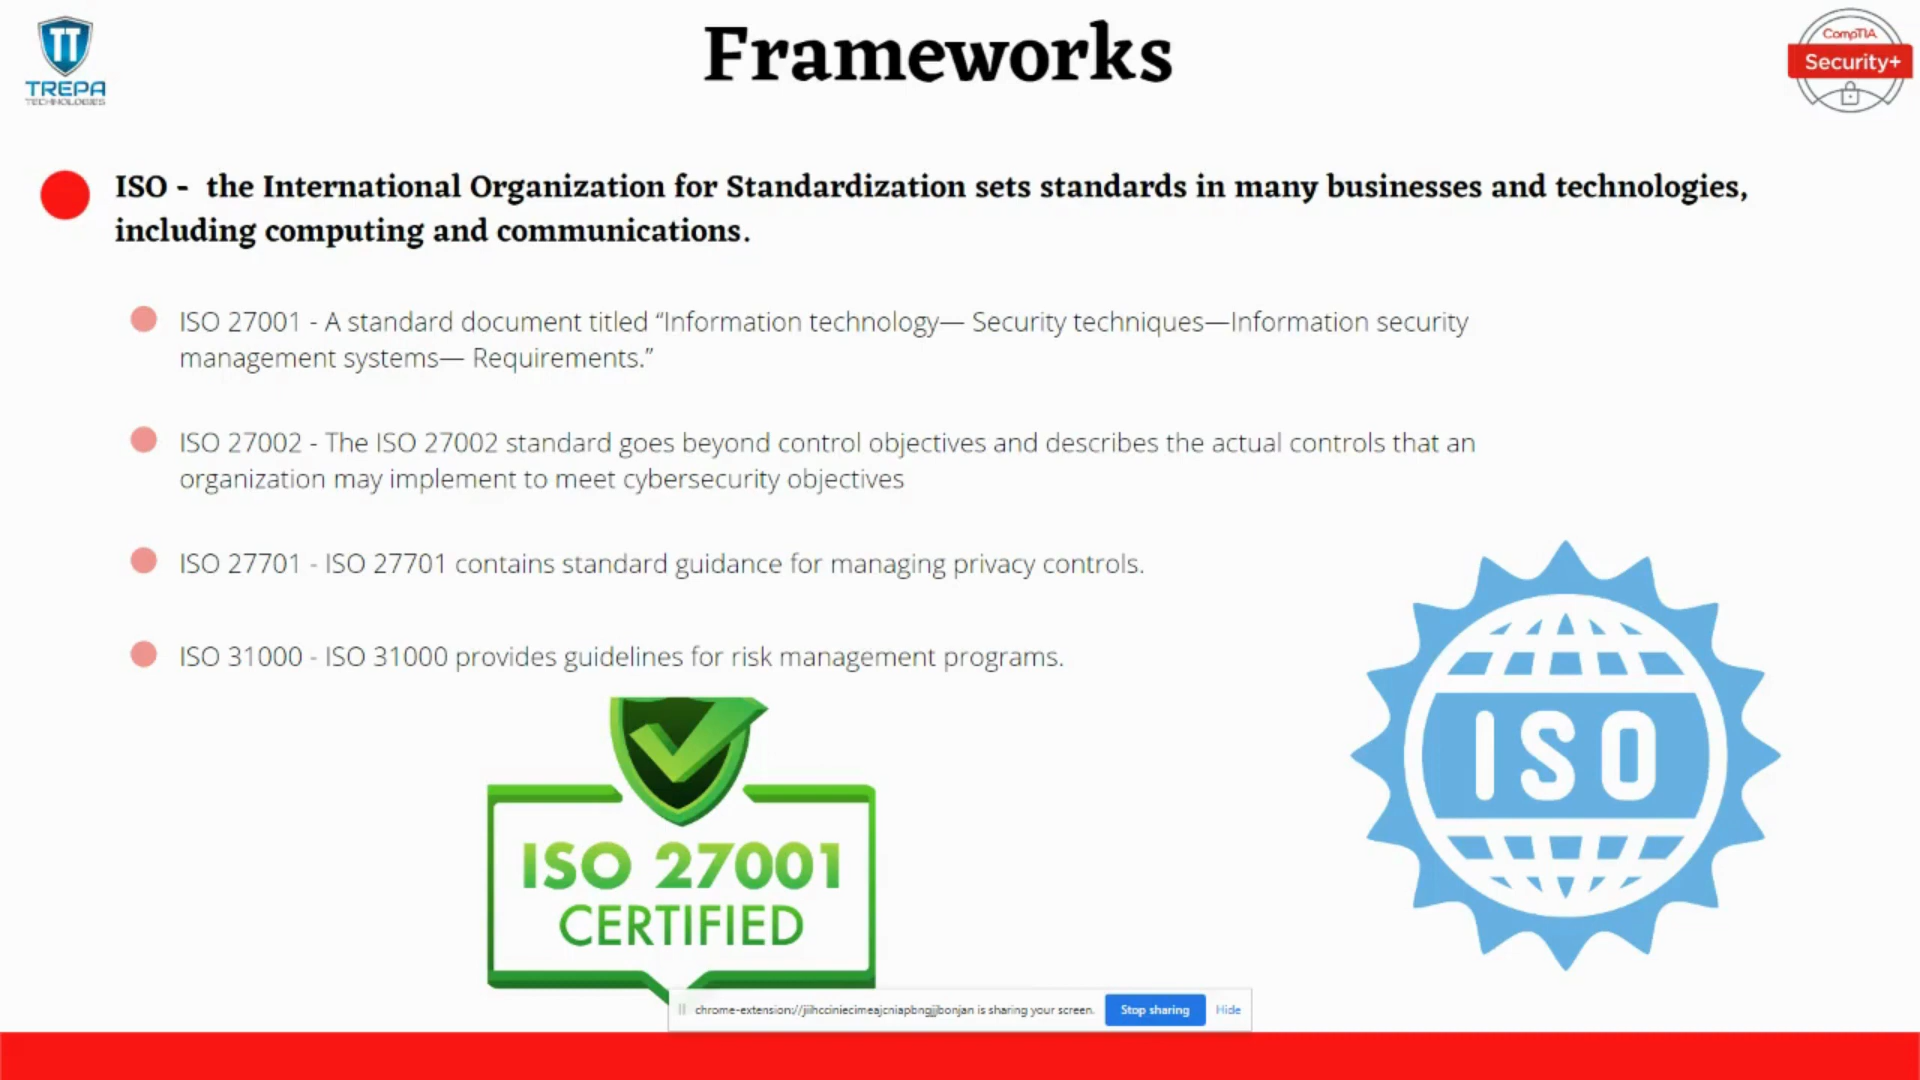 TT
TREPA
TECHNOLOGIES
Frameworks
CompTIA
Security+
ISO - the International Organization for Standardization sets standards in many businesses and technologies,
including computing and communications.
ISO 27001 - A standard document titled “Information technology— Security techniques—Information security
management systems— Requirements.”
ISO 27002 - The ISO 27002 standard goes beyond control objectives and describes the actual controls that an
organization may implement to meet cybersecurity objectives
ISO 27701 - ISO 27701 contains standard guidance for managing privacy controls.
ISO 31000 - ISO 31000 provides guidelines for risk management programs.
ISO 27001
CERTIFIED
ISO
is sharing your screen.
Stop sharing
Hide